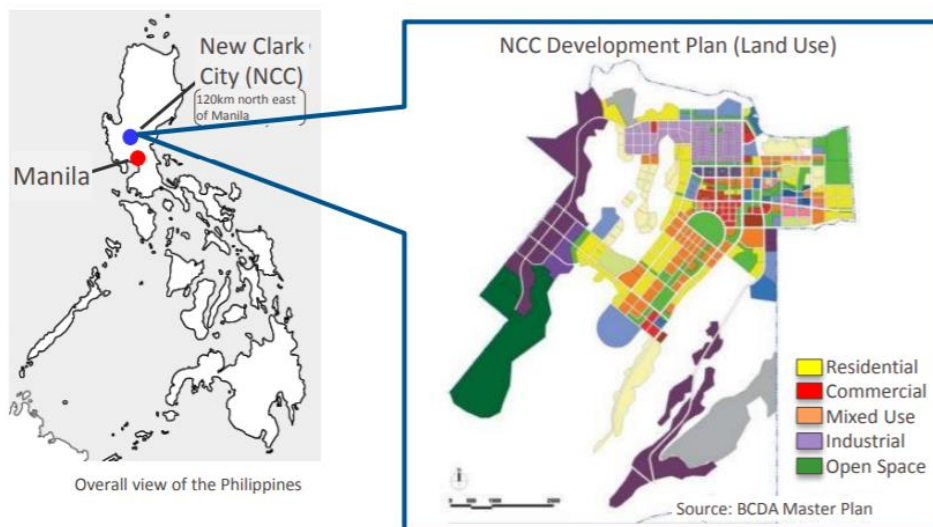 New Clark
City (NCC)
120km north east
of Manila
Manila
Overall view of the Philippines
NCC Development Plan (Land Use)
Residential
Commercial
Mixed Use
Industrial
Open Space
Source: BCDA Master Plan